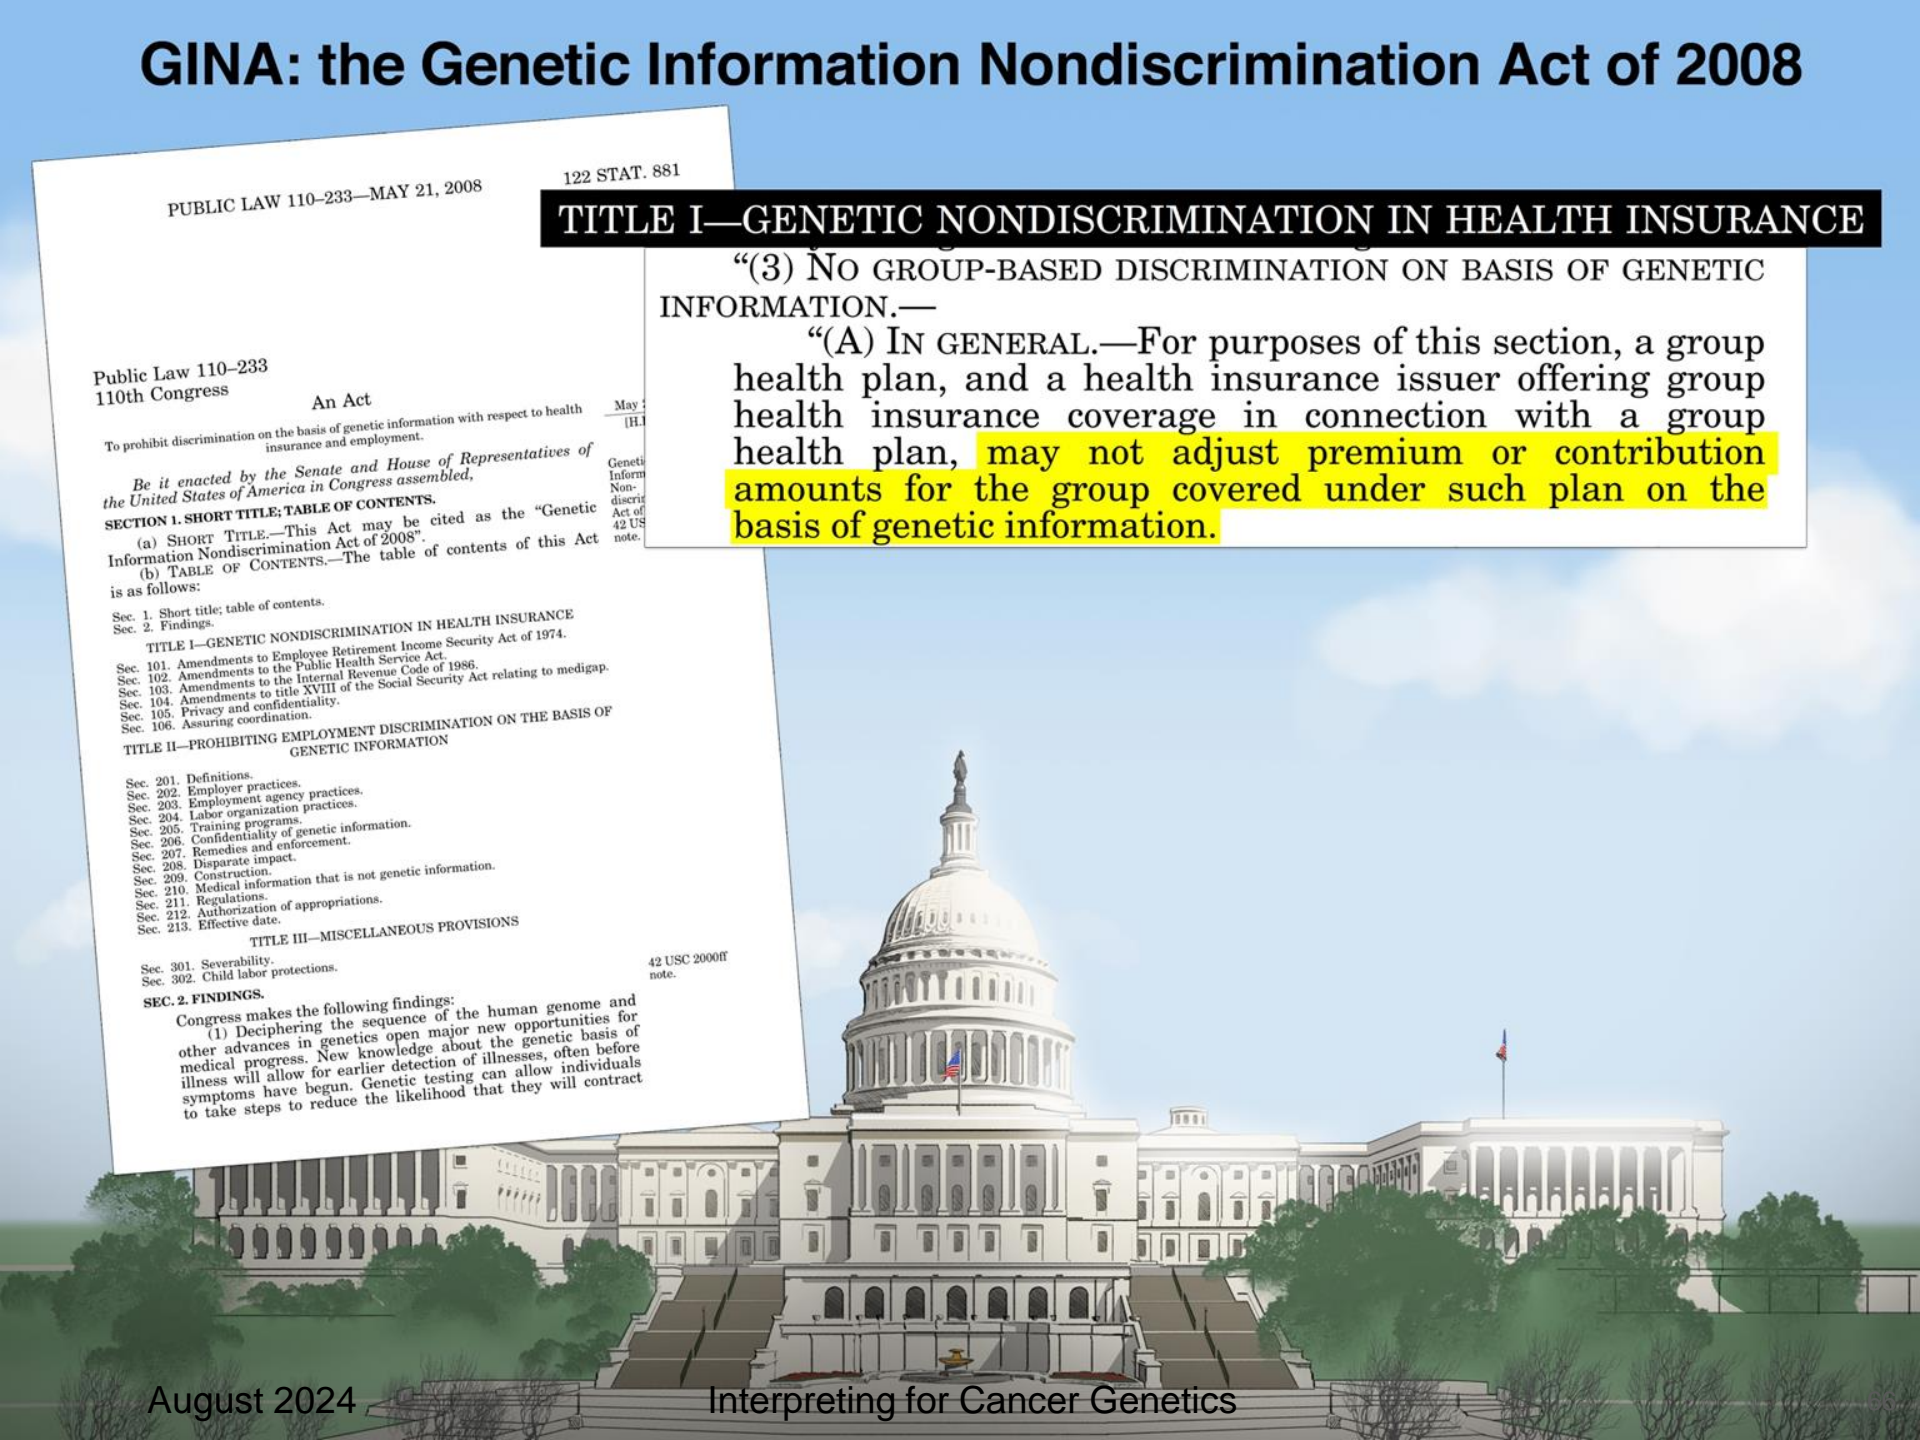 GINA: the Genetic Information Nondiscrimination Act of 2008
PUBLIC LAW 110–233—MAY 21, 2008
122 STAT. 881
Public Law 110–233
110th Congress
An Act
To prohibit discrimination on the basis of genetic information with respect to health
insurance and employment.
May
[H.
Be it enacted by the Senate and House of Representatives of
the United States of America in Congress assembled,
SECTION 1. SHORT TITLE; TABLE OF CONTENTS.
(a) SHORT TITLE.—This Act may be cited as the “Genetic
Information Nondiscrimination Act of 2008”.
(b) TABLE OF CONTENTS.—The table of contents of this Act
is as follows:
Geneti
Inform
Non-
discrin
Act of
42 US
note.
Sec. 1. Short title; table of contents.
Sec. 2. Findings.
TITLE I—GENETIC NONDISCRIMINATION IN HEALTH INSURANCE
Sec. 101. Amendments to Employee Retirement Income Security Act of 1974.
Sec. 102. Amendments to the Public Health Service Act.
Sec. 103. Amendments to the Internal Revenue Code of 1986.
Sec. 104. Amendments to title XVIII of the Social Security Act relating to medigap.
Sec. 105. Privacy and confidentiality.
Sec. 106. Assuring coordination.
TITLE II—PROHIBITING EMPLOYMENT DISCRIMINATION ON THE BASIS OF
GENETIC INFORMATION
Sec. 201. Definitions.
Sec. 202. Employer practices.
Sec. 203. Employment agency practices.
Sec. 204. Labor organization practices.
Sec. 205. Training programs.
Sec. 206. Confidentiality of genetic information.
Sec. 207. Remedies and enforcement.
Sec. 208. Disparate impact.
Sec. 209. Construction.
Sec. 210. Medical information that is not genetic information.
Sec. 211. Regulations.
Sec. 212. Authorization of appropriations.
Sec. 213. Effective date.
TITLE III—MISCELLANEOUS PROVISIONS
Sec. 301. Severability.
Sec. 302. Child labor protections.
SEC. 2. FINDINGS.
42 USC 2000ff
note.
Congress makes the following findings:
(1) Deciphering the sequence of the human genome and
other advances in genetics open major new opportunities for
medical progress. New knowledge about the genetic basis of
illness will allow for earlier detection of illnesses, often before
symptoms have begun. Genetic testing can allow individuals
to take steps to reduce the likelihood that they will contract
TITLE I—GENETIC NONDISCRIMINATION IN HEALTH INSURANCE
“(3) NO GROUP-BASED DISCRIMINATION ON BASIS OF GENETIC
INFORMATION.—
“(A) IN GENERAL.—For purposes of this section, a group
health plan, and a health insurance issuer offering group
health insurance coverage in connection with a group
health plan, may not adjust premium or contribution
amounts for the group covered under such plan on the
basis of genetic information.
August 2024
Interpreting for Cancer Genetics